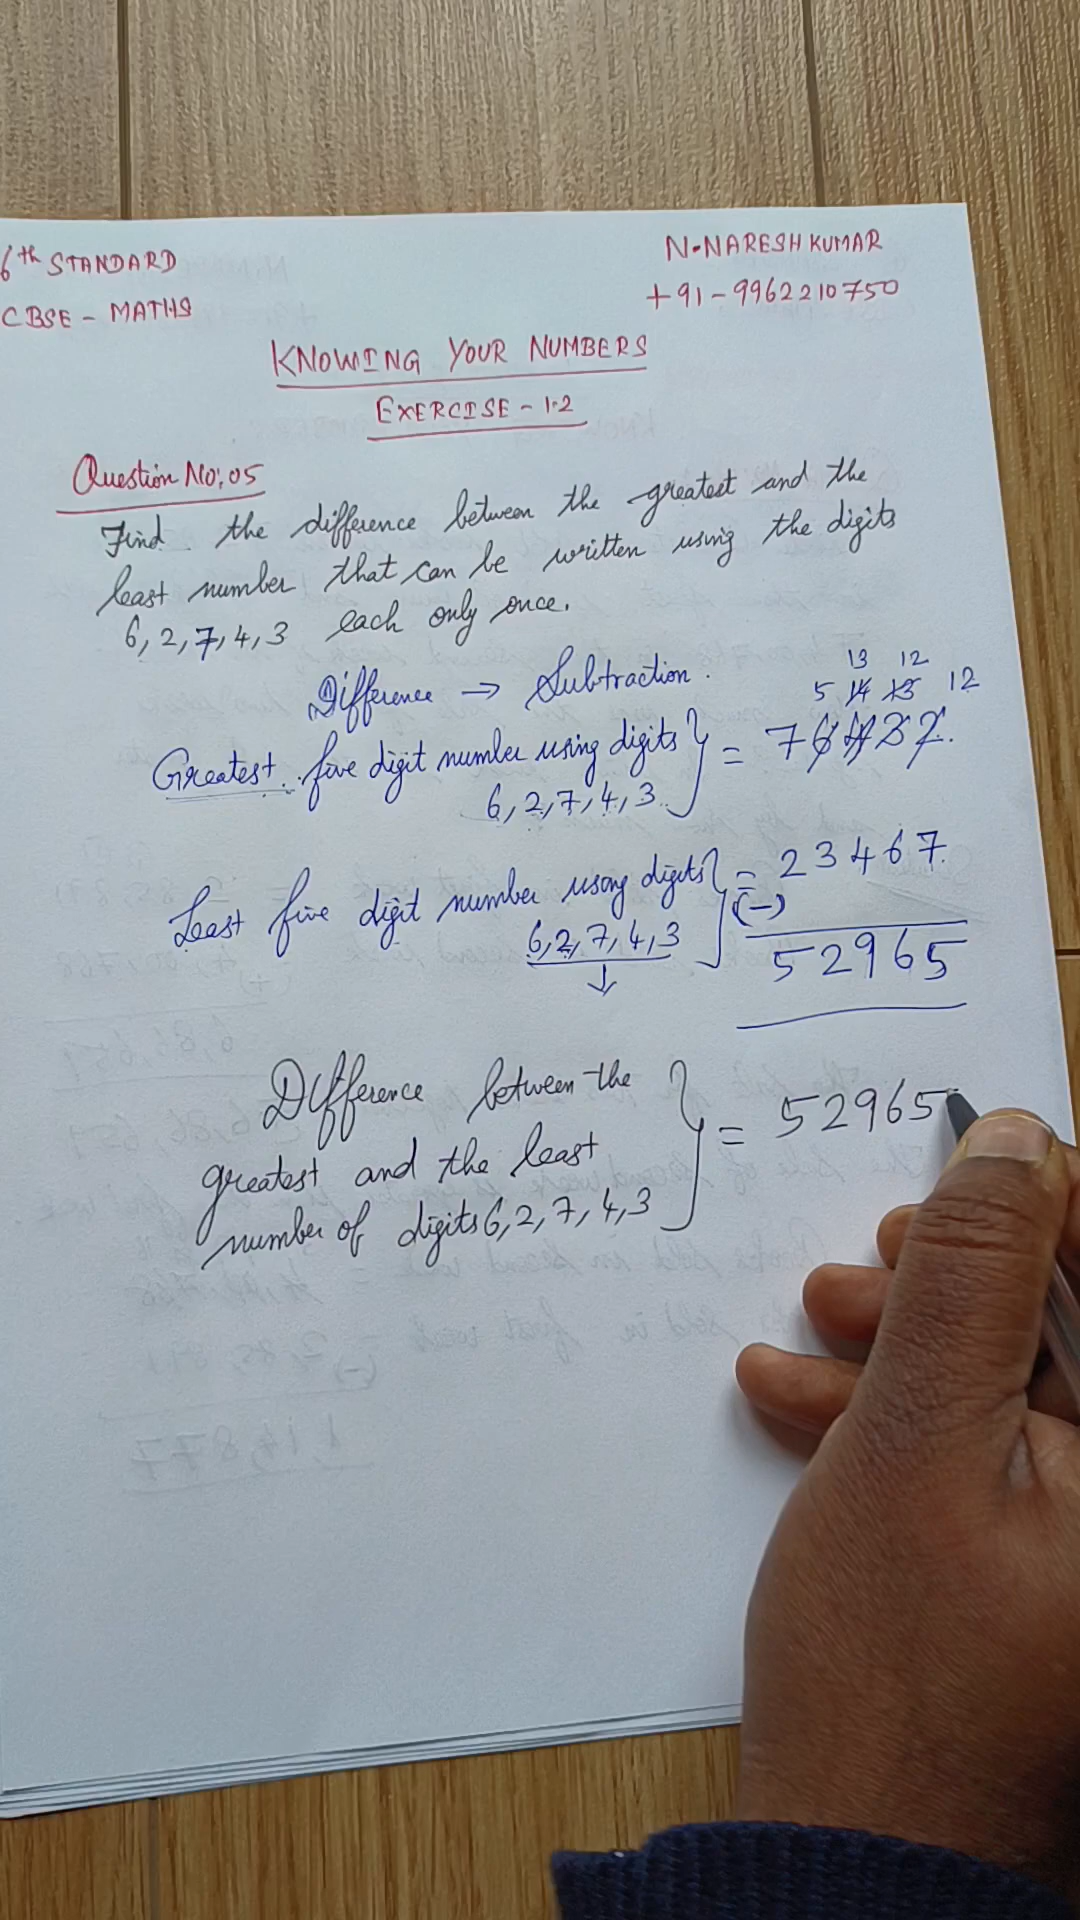 6th STANDARD
CBSE - MATHS
N. NARESH KUMAR
+91-9962210750
KNOWING YOUR NUMBERS
EXERCISE - 1.2
Question No: 05
Find the difference between the greatest and the
least number that can be written using the digits
6, 2, 7, 4, 3 each only once.
Difference → Subtraction.
13 12
5 14 13 12
Greatest five digit number using digits } = 76432.
6, 2, 7, 4, 3
Least five digit number using digits } = 23467
6, 2, 7, 4, 3 (-)
↓ 52965
Difference between the
greatest and the least } = 52965
number of digits 6, 2, 7, 4, 3